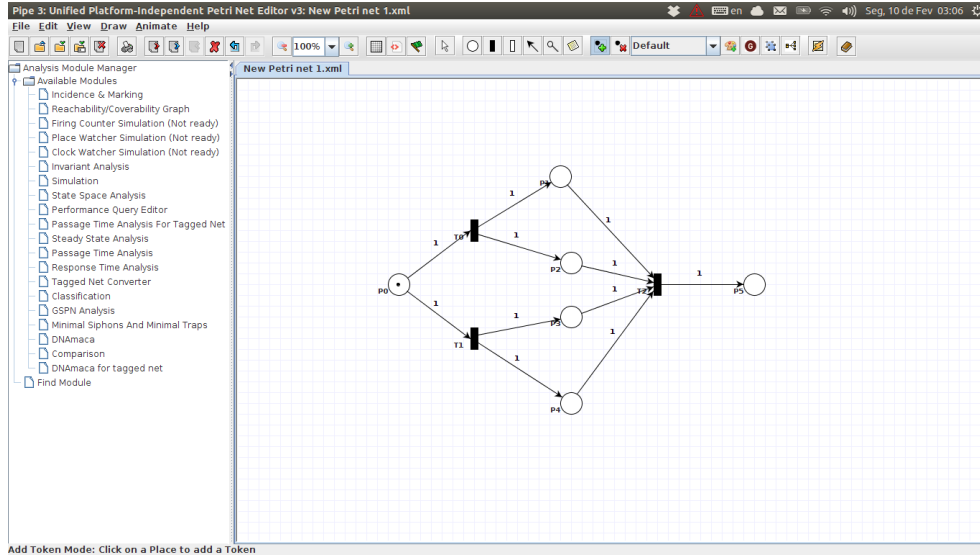 Pipe 3: Unified Platform-Independent Petri Net Editor v3: New Petri net 1.xml
en
Seg, 10 de Fev 03:06
File Edit View Draw Animate Help
100%
Default
Analysis Module Manager
Available Modules
Incidence & Marking
Reachability/Coverability Graph
Firing Counter Simulation (Not ready)
Place Watcher Simulation (Not ready)
Clock Watcher Simulation (Not ready)
Invariant Analysis
Simulation
State Space Analysis
Performance Query Editor
Passage Time Analysis For Tagged Net
Steady State Analysis
Passage Time Analysis
Response Time Analysis
Tagged Net Converter
Classification
GSPN Analysis
Minimal Siphons And Minimal Traps
DNAmaca
Comparison
DNAmaca for tagged net
Find Module
New Petri net 1.xml
P1
1
1
T0
1
1
P2
1
1
P0
T2
P5
1
1
1
P3
T1
1
1
P4
Add Token Mode: Click on a Place to add a Token